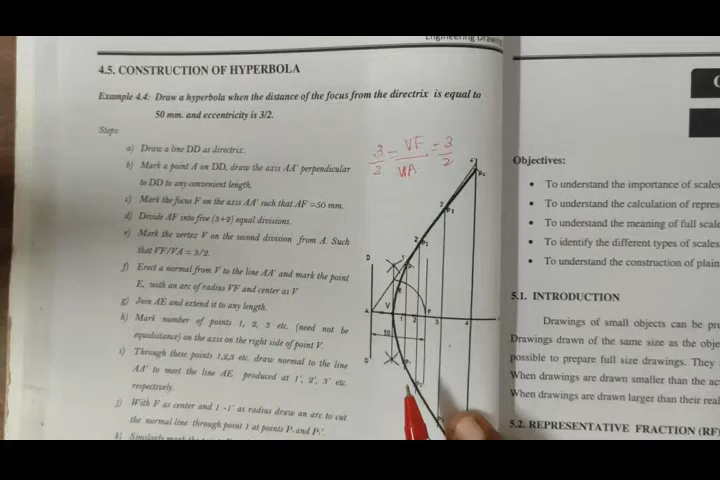 Engineering Drawing
4.5. CONSTRUCTION OF HYPERBOLA
Example 4.4: Draw a hyperbola when the distance of the focus from the directrix is equal to
50 mm. and eccentricity is 3/2.
Steps:
a) Draw a line DD as directrix.
b) Mark a point A on DD, draw the axis AA' perpendicular
to DD to any convenient length.
c) Mark the focus F on the axis AA' such that AF =50 mm.
d) Divide AF into five (3+2) equal divisions.
e) Mark the vertex V on the second division from A. Such
that VF/VA = 3/2.
f) Erect a normal from V to the line AA' and mark the point
E, with an arc of radius VF and center as V
g) Join AE and extend it to any length.
h) Mark number of points 1, 2, 3 etc. (need not be
equidistance) on the axis on the right side of point V.
i) Through these points 1,2,3 etc. draw normal to the line
AA' to meet the line AE produced at 1', 2', 3' etc.
respectively.
j) With F as center and 1 -1' as radius draw an arc to cut
the normal line through point 1 at points P₁ and P₁'.
k) Similarly mark the
VF = 3
VA 2
D
A
V
E
F
1 2 3 4
50
D
Objectives:
• To understand the importance of scales
• To understand the calculation of repres
• To understand the meaning of full scale
• To identify the different types of scales
• To understand the construction of plain
5.1. INTRODUCTION
Drawings of small objects can be pre
Drawings drawn of the same size as the obje
possible to prepare full size drawings. They
When drawings are drawn smaller than the ac
When drawings are drawn larger than their real
5.2. REPRESENTATIVE FRACTION (RF)